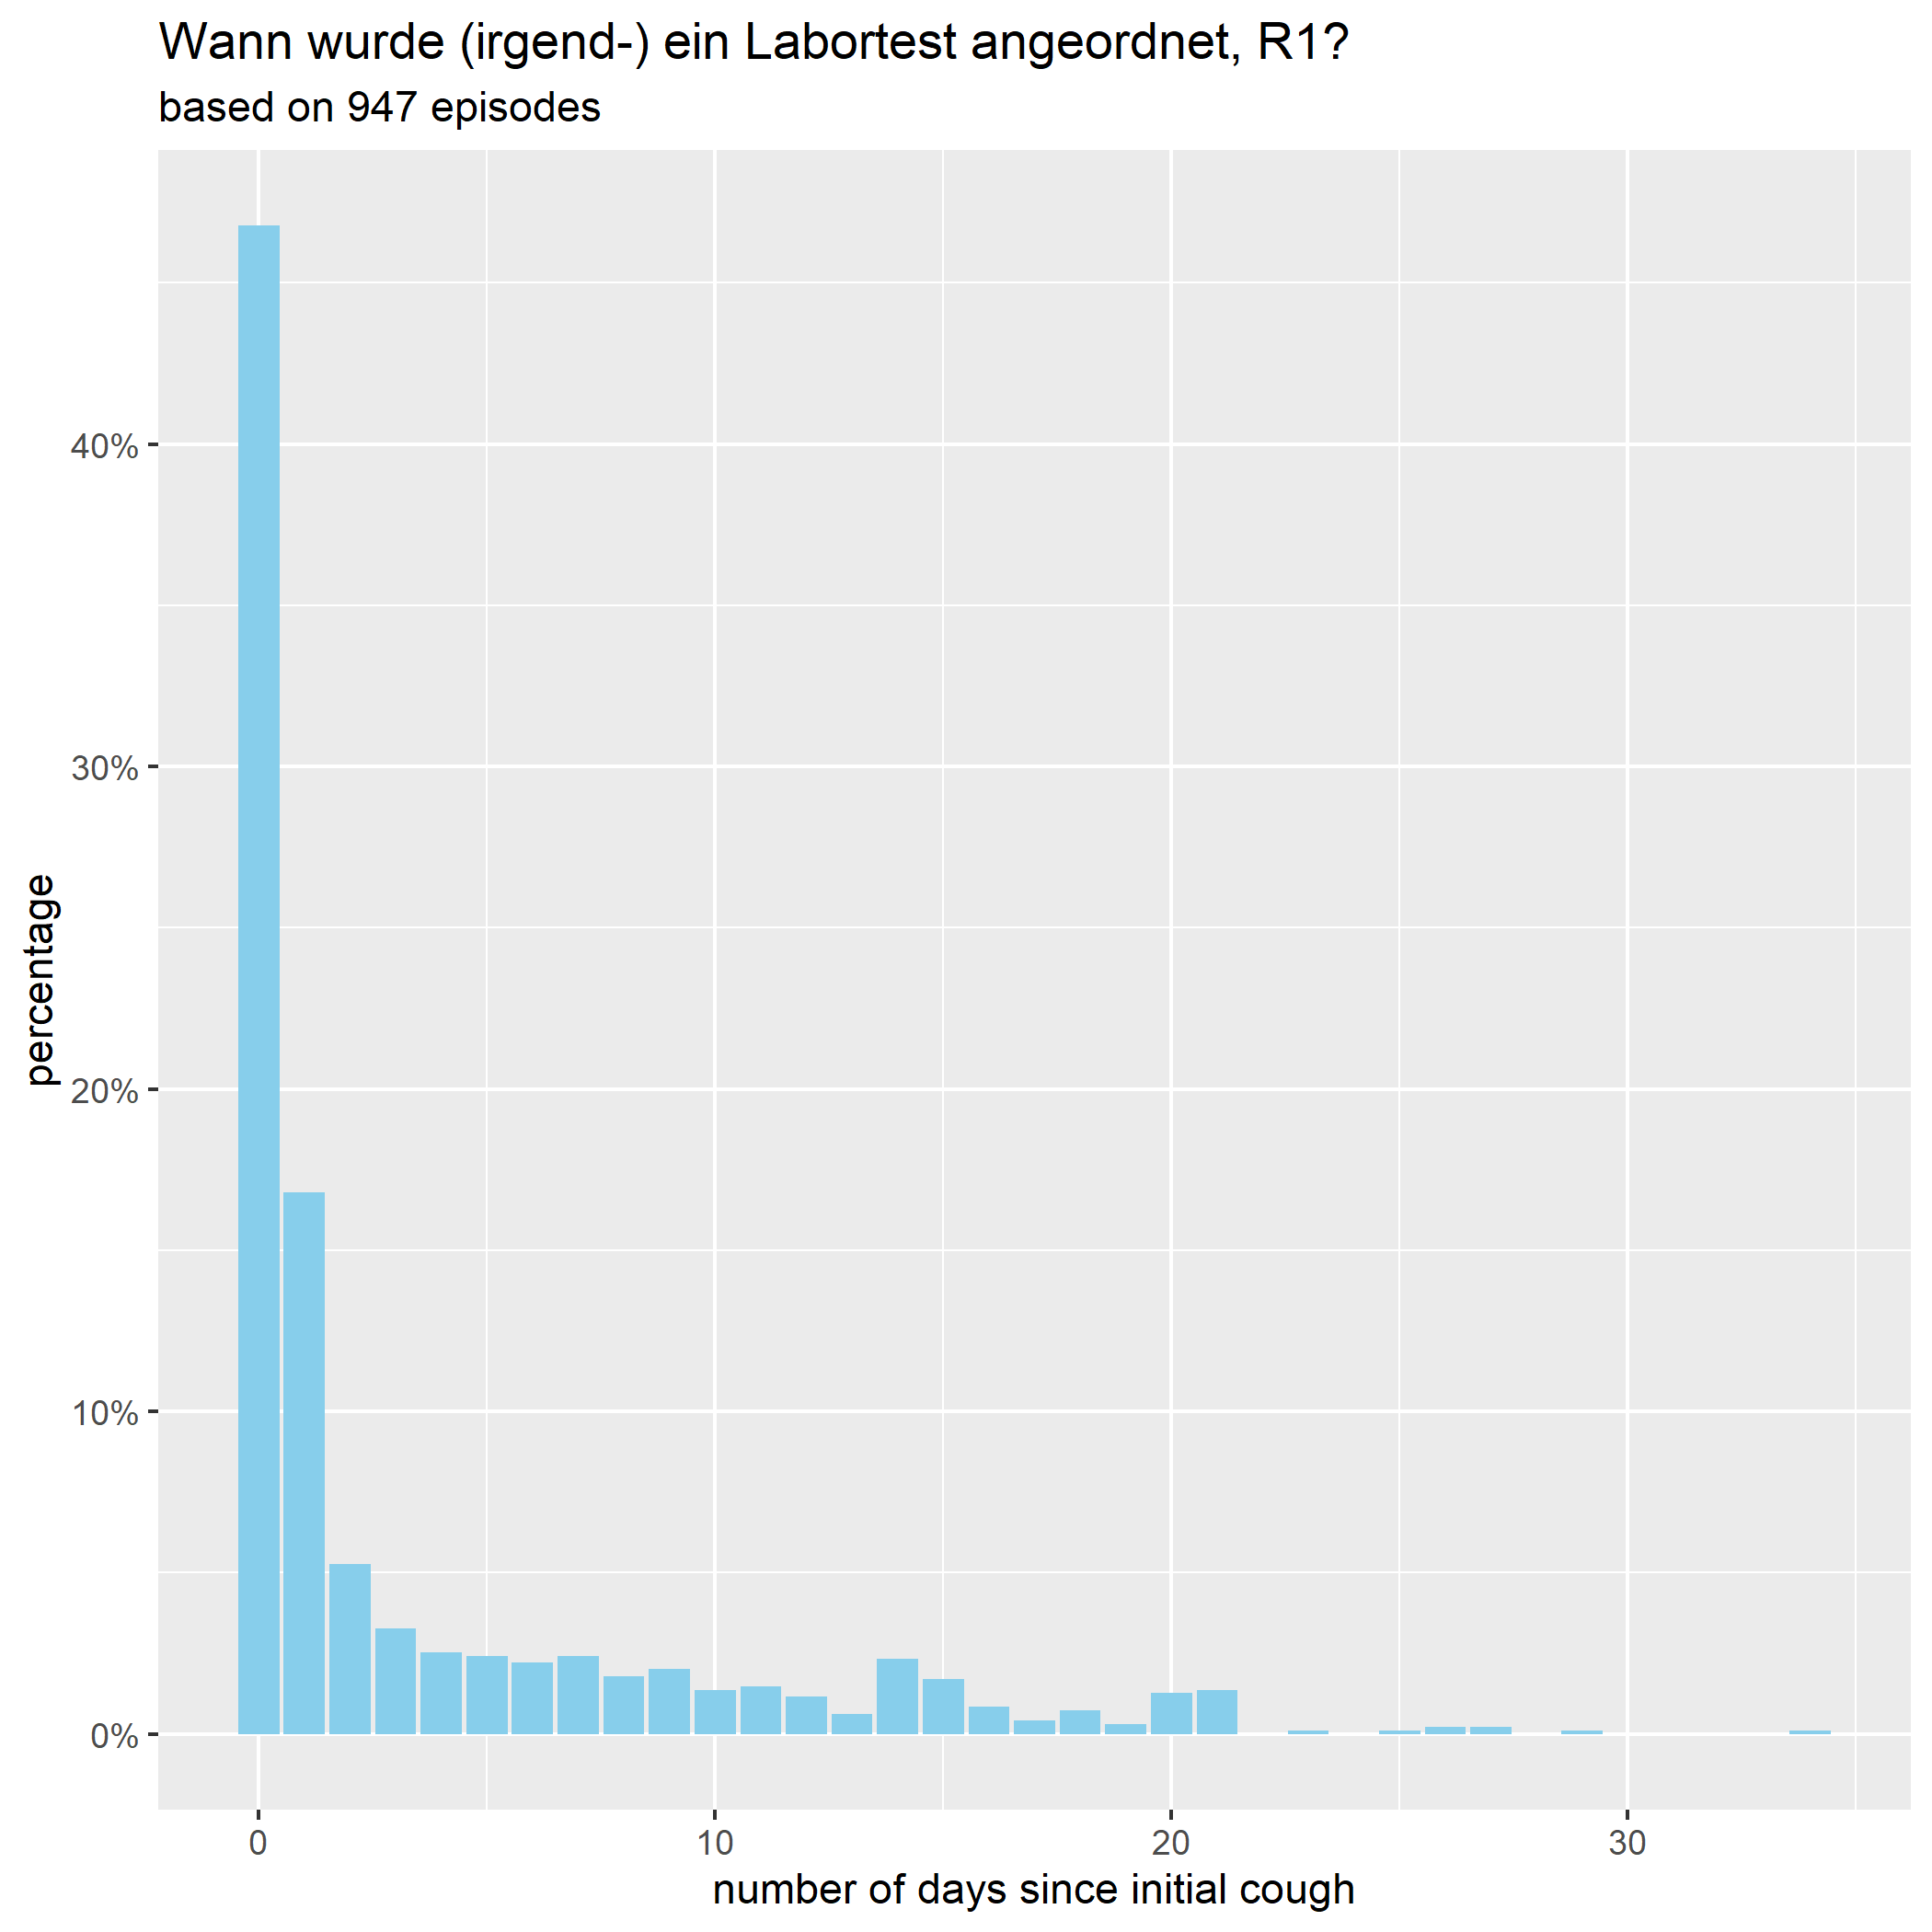 Wann wurde (irgend-) ein Labortest angeordnet, R1?
based on 947 episodes
percentage
40%
30%
20%
10%
0%
0 10 20 30
number of days since initial cough